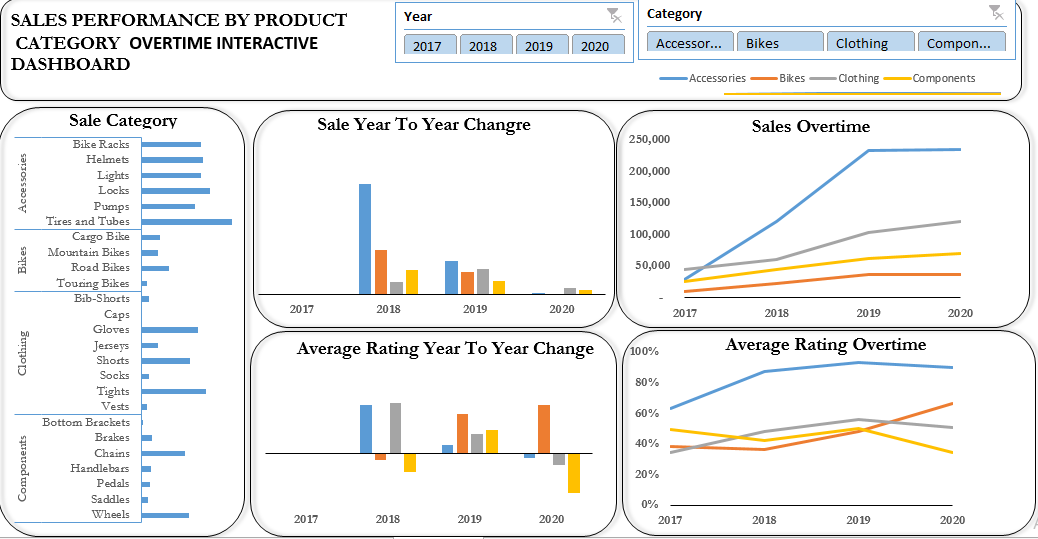 SALES PERFORMANCE BY PRODUCT
CATEGORY OVERTIME INTERACTIVE
DASHBOARD
Year
2017 2018 2019 2020
Category
Accessor... Bikes Clothing Compon...
Accessories Bikes Clothing Components
Sale Category
Accessories
Bike Racks
Helmets
Lights
Locks
Pumps
Tires and Tubes
Bikes
Cargo Bike
Mountain Bikes
Road Bikes
Touring Bikes
Clothing
Bib-Shorts
Caps
Gloves
Jerseys
Shorts
Socks
Tights
Vests
Components
Bottom Brackets
Brakes
Chains
Handlebars
Pedals
Saddles
Wheels
Sale Year To Year Changre
2017 2018 2019 2020
Sales Overtime
250,000
200,000
150,000
100,000
50,000
-
2017 2018 2019 2020
Average Rating Year To Year Change
2017 2018 2019 2020
Average Rating Overtime
100%
80%
60%
40%
20%
0%
2017 2018 2019 2020